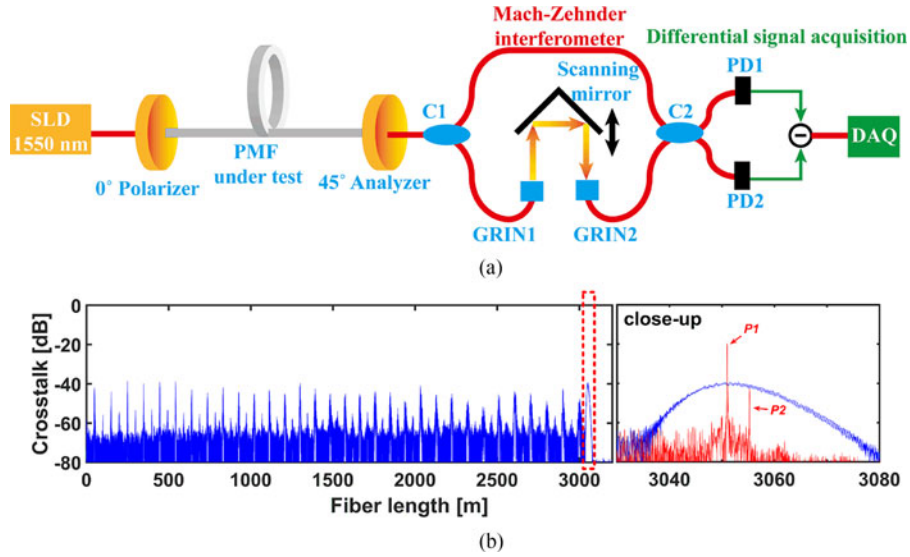 (a)
Mach-Zehnder
interferometer
Differential signal acquisition
Scanning
mirror
PD1
C1
C2
SLD
1550 nm
DAQ
PMF
under test
0° Polarizer
45° Analyzer
PD2
GRIN1
GRIN2
(a)
Crosstalk [dB]
0
-20
-40
-60
-80
0
500
1000
1500
2000
2500
3000
Fiber length [m]
close-up
P1
P2
3040
3060
3080
(b)